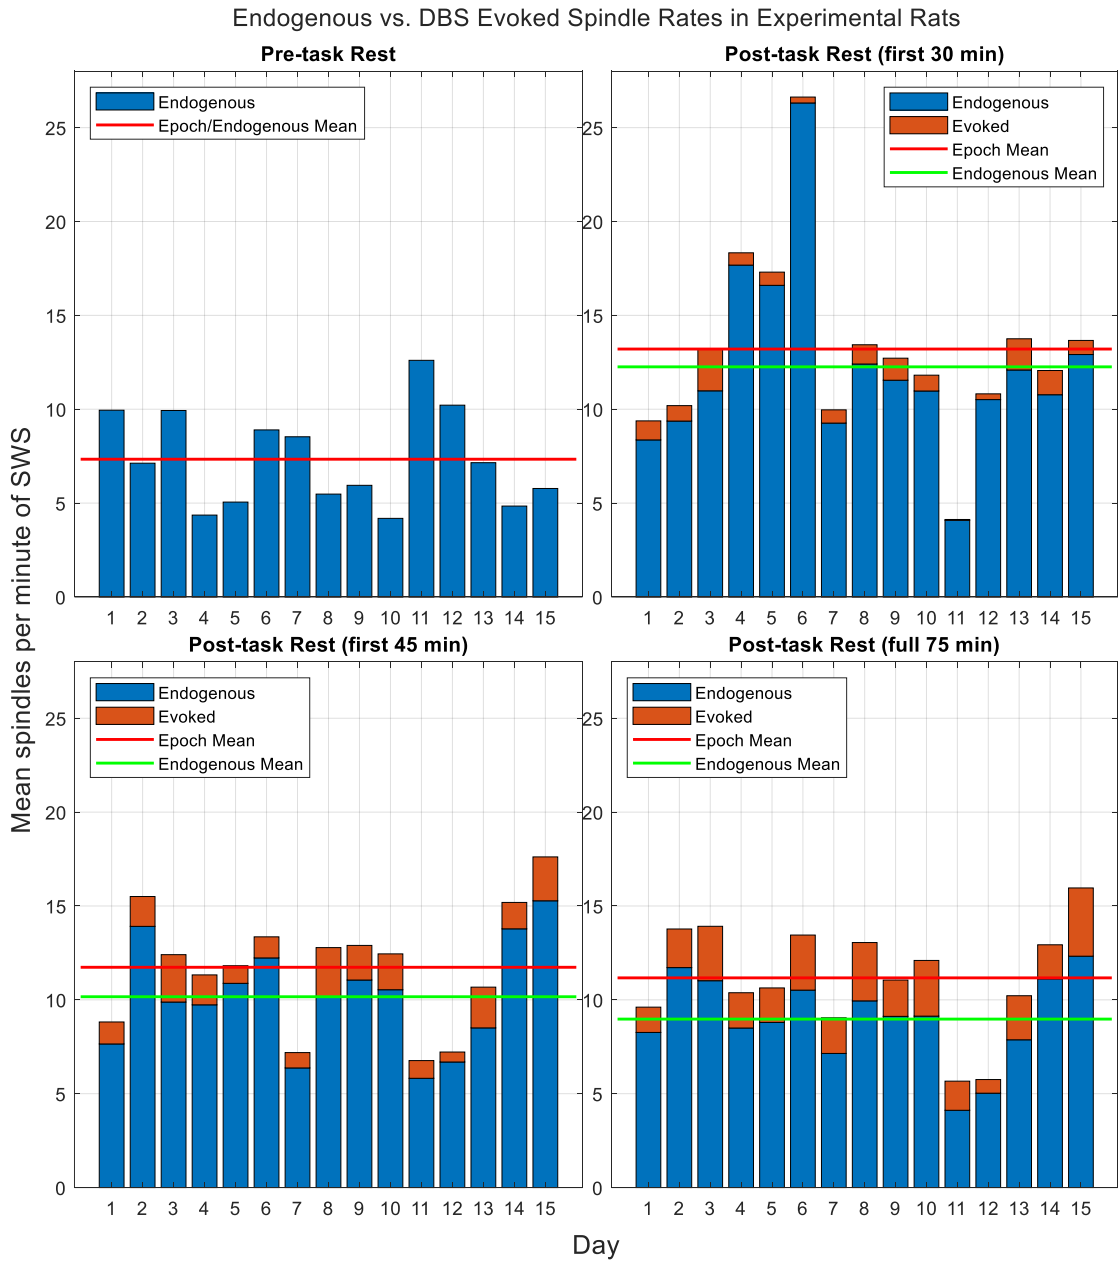 Endogenous vs. DBS Evoked Spindle Rates in Experimental Rats
Pre-task Rest
Endogenous
Epoch/Endogenous Mean
25
20
15
10
5
0
1 2 3 4 5 6 7 8 9 10 11 12 13 14 15
Post-task Rest (first 30 min)
Endogenous
Evoked
Epoch Mean
Endogenous Mean
25
20
15
10
5
0
1 2 3 4 5 6 7 8 9 10 11 12 13 14 15
Mean spindles per minute of SWS
Post-task Rest (first 45 min)
Endogenous
Evoked
Epoch Mean
Endogenous Mean
25
20
15
10
5
0
1 2 3 4 5 6 7 8 9 10 11 12 13 14 15
Post-task Rest (full 75 min)
Endogenous
Evoked
Epoch Mean
Endogenous Mean
25
20
15
10
5
0
1 2 3 4 5 6 7 8 9 10 11 12 13 14 15
Day